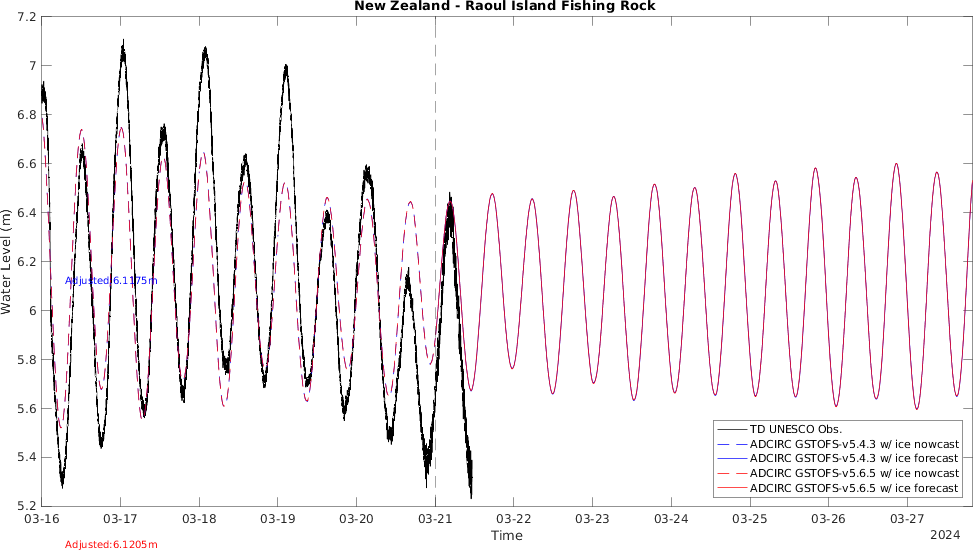 New Zealand - Raoul Island Fishing Rock
7.2
7
6.8
6.6
6.4
6.2
6
5.8
5.6
5.4
5.2
Water Level (m)
Adjusted:6.1175m
TD UNESCO Obs.
ADCIRC GSTOFS-v5.4.3 w/ ice nowcast
ADCIRC GSTOFS-v5.4.3 w/ ice forecast
ADCIRC GSTOFS-v5.6.5 w/ ice nowcast
ADCIRC GSTOFS-v5.6.5 w/ ice forecast
03-16 03-17 03-18 03-19 03-20 03-21 03-22 03-23 03-24 03-25 03-26 03-27
Time
2024
Adjusted:6.1205m